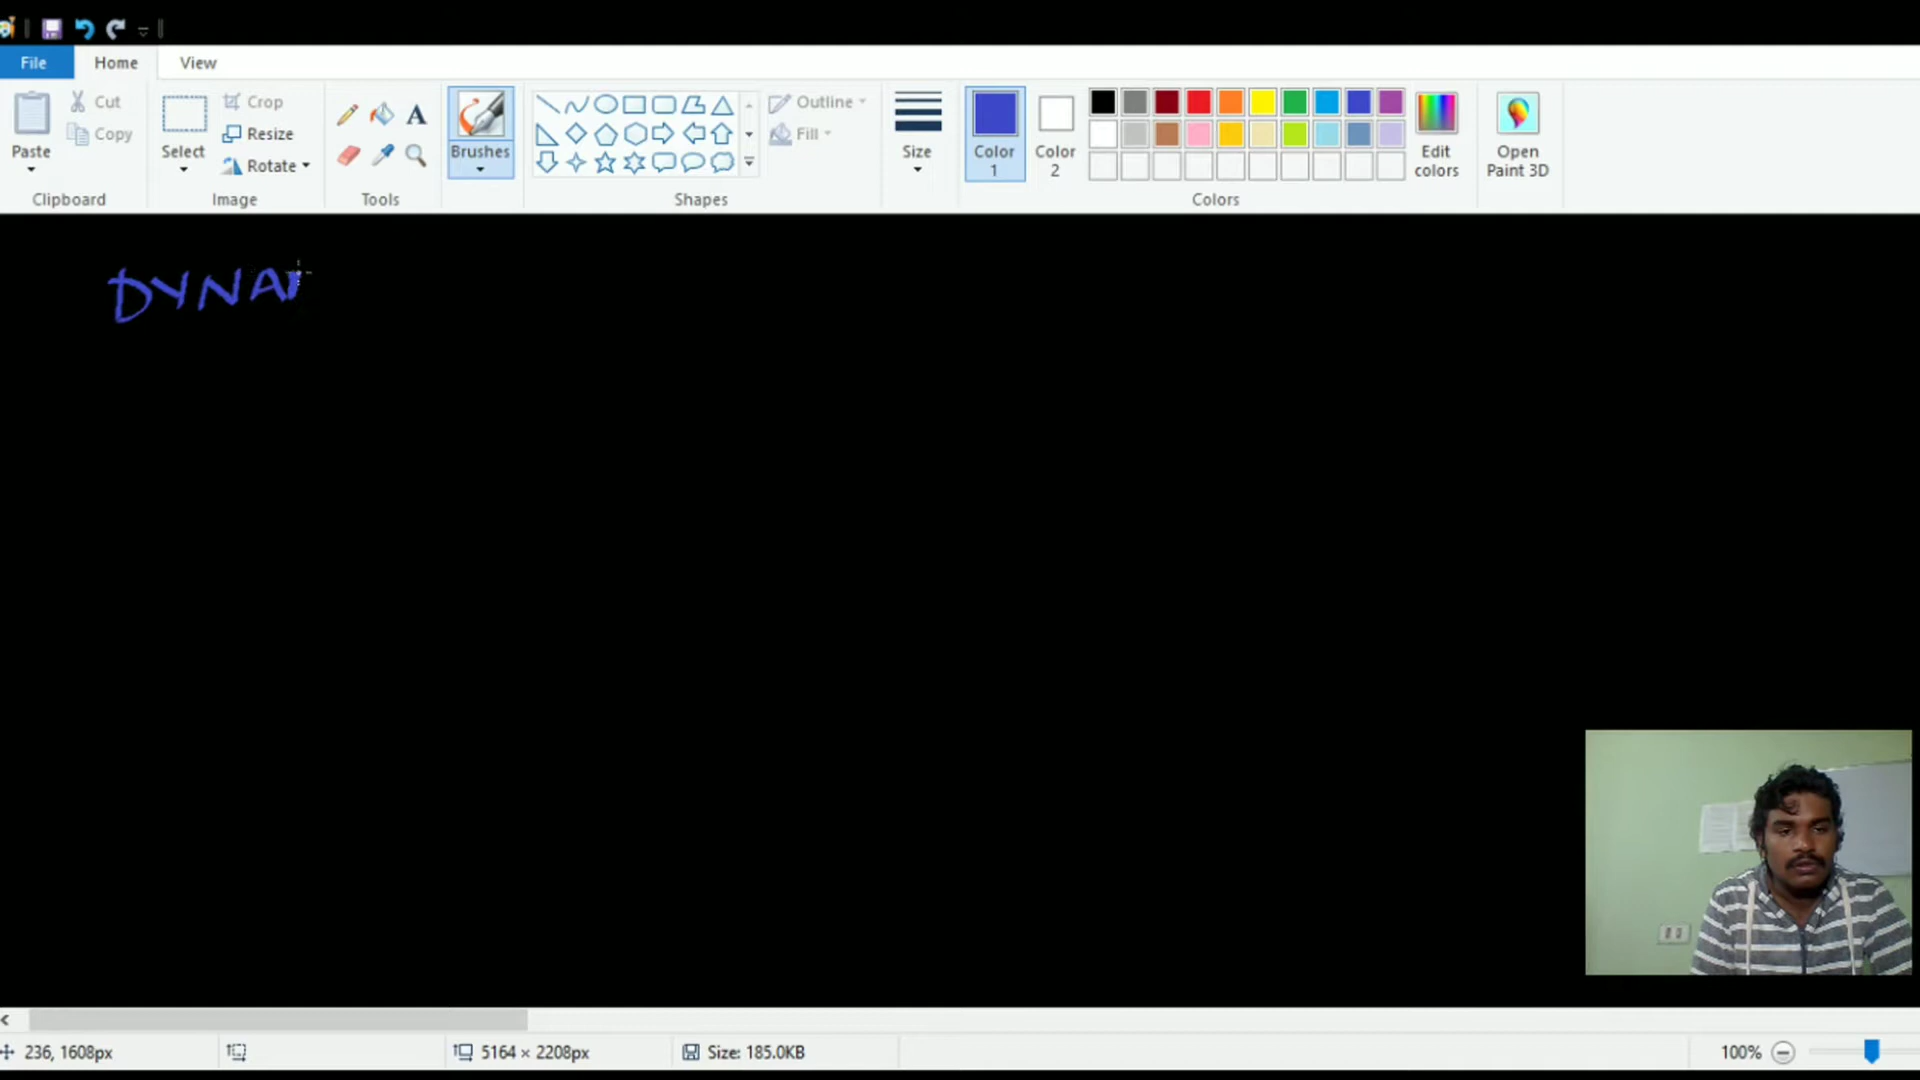 File Home View
Paste
Cut
Copy
Clipboard
Select
Crop
Resize
Rotate
Image
Tools
Brushes
Outline
Fill
Shapes
Size
Color 1
Color 2
Colors
Edit colors
Open Paint 3D
DYNA
236, 1608px 5164 × 2208px Size: 185.0KB 100%